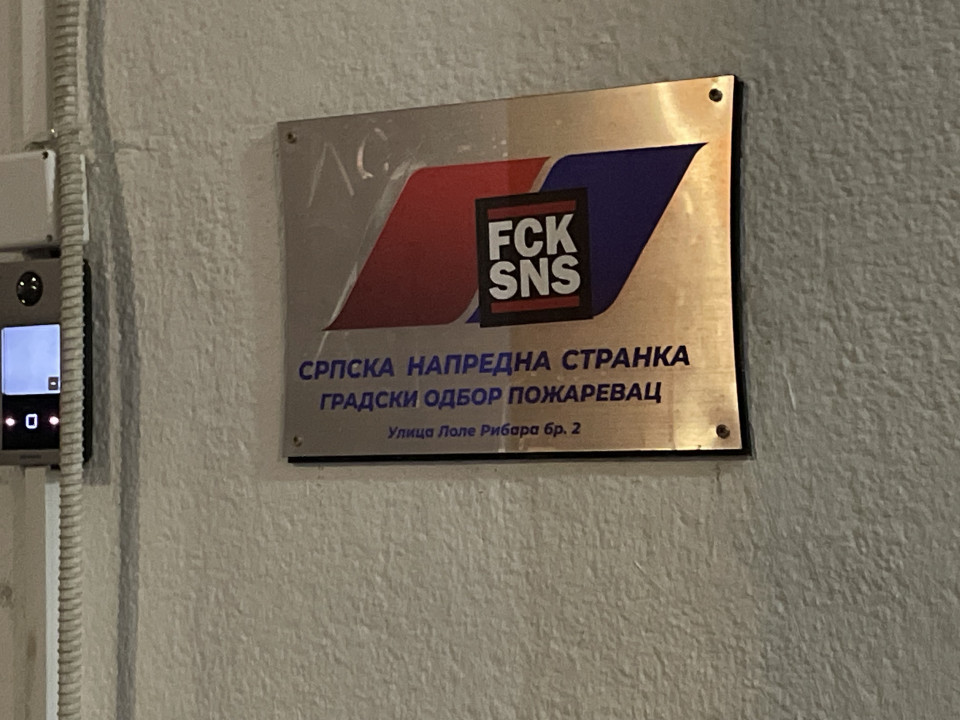 FCK
SNS
СРПСКА НАПРЕДНА СТРАНКА
ГРАДСКИ ОДБОР ПОЖАРЕВАЦ
Улица Лоле Рибара бр. 2